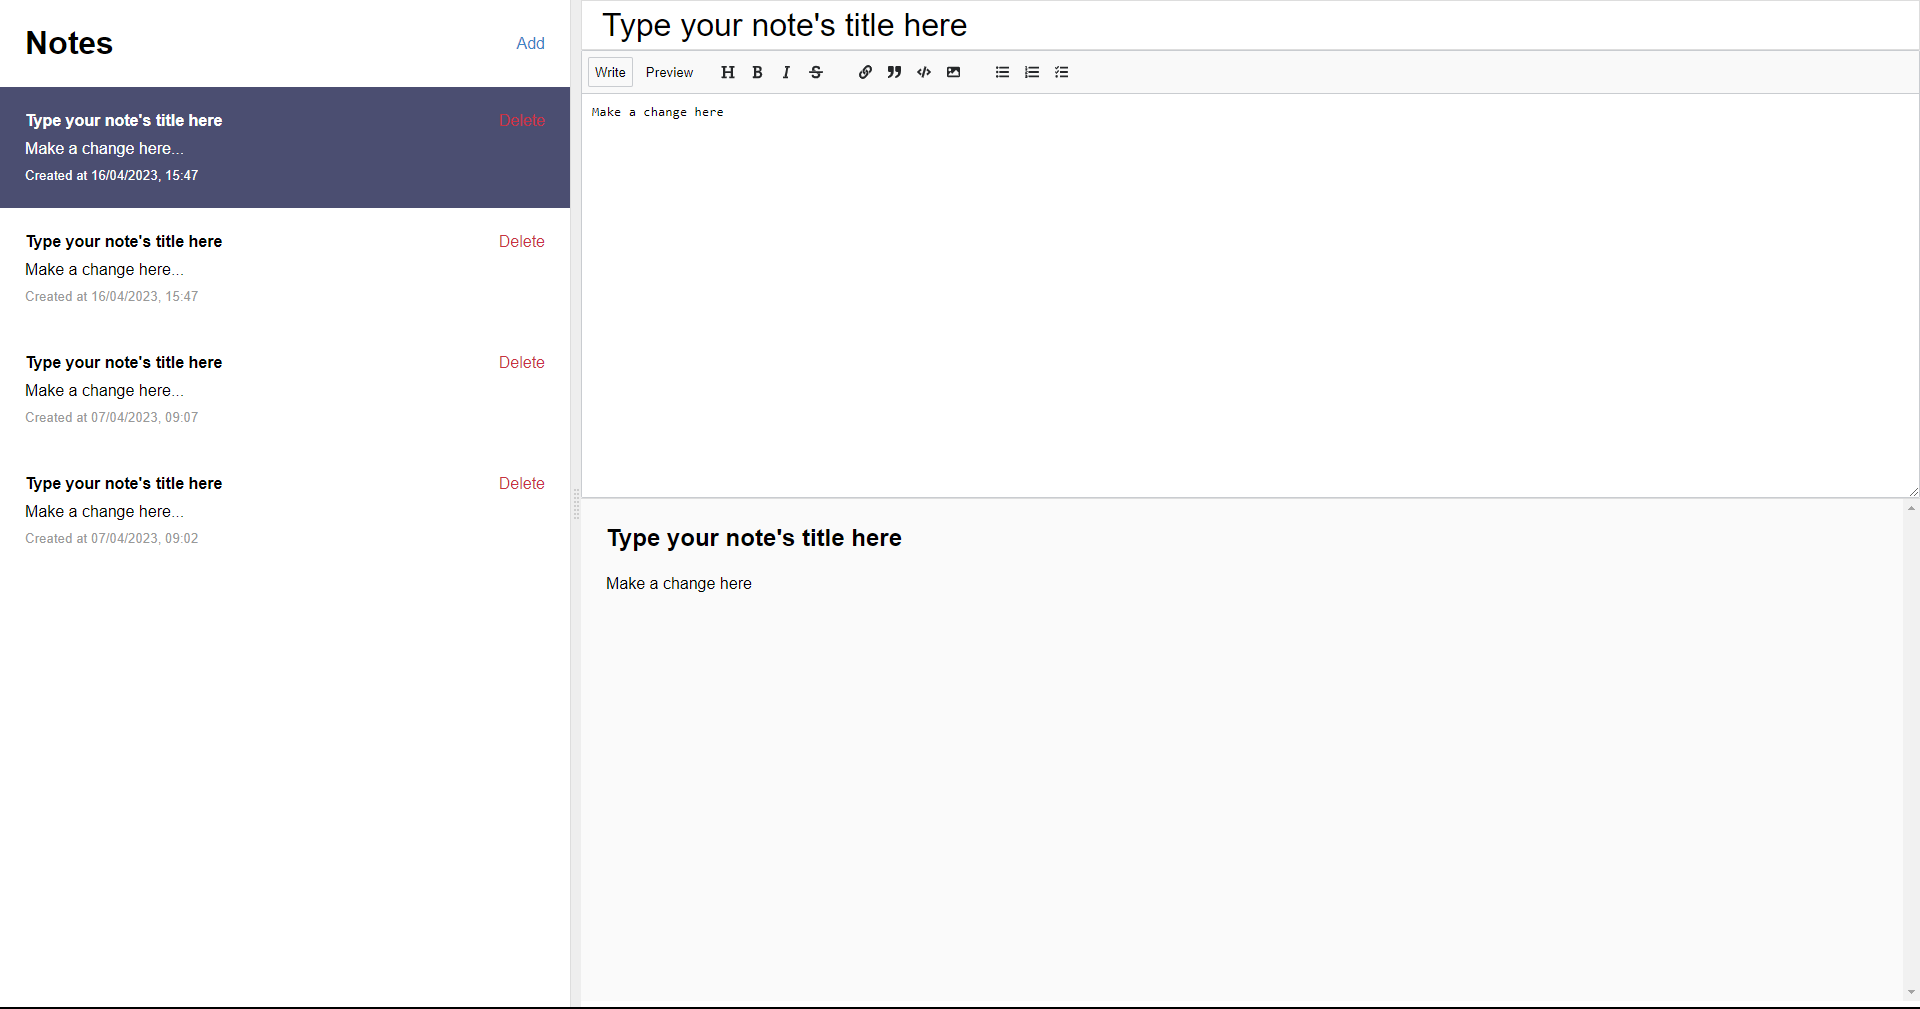 Notes
Add
Type your note's title here
Delete
Make a change here...
Created at 16/04/2023, 15:47
Type your note's title here
Delete
Make a change here...
Created at 16/04/2023, 15:47
Type your note's title here
Delete
Make a change here...
Created at 07/04/2023, 09:07
Type your note's title here
Delete
Make a change here...
Created at 07/04/2023, 09:02
Type your note's title here
Write Preview H B I S
Make a change here
Type your note's title here
Make a change here